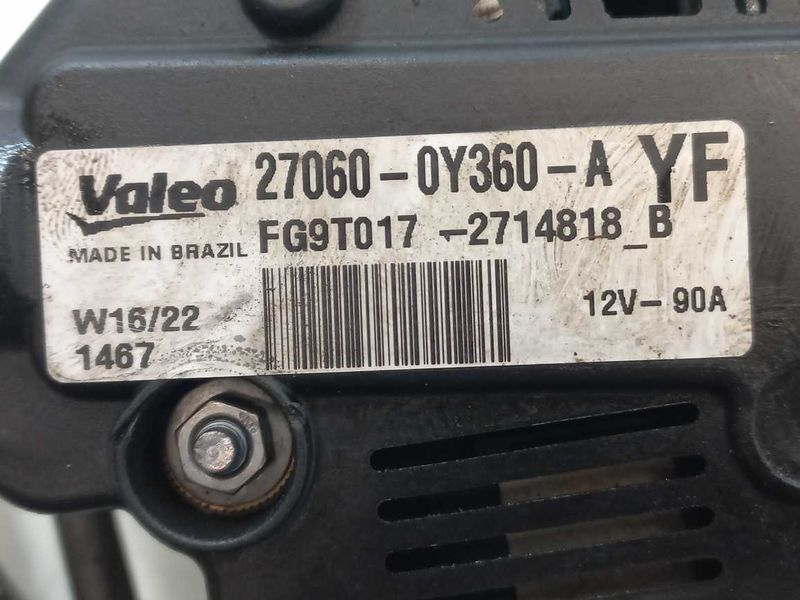 Valeo 27060-0Y360-A YF
MADE IN BRAZIL FG9T017 -2714818_B
W16/22 12V-90A
1467